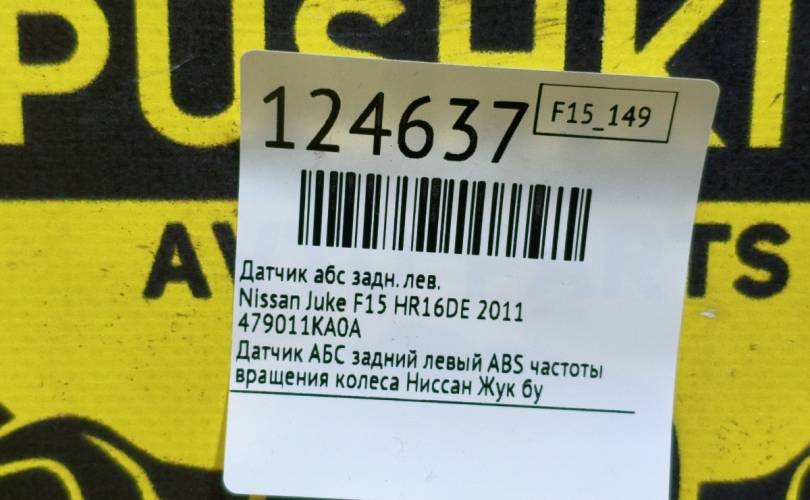 PUSHKI
124637
F15_149
Датчик абс задн. лев.
Nissan Juke F15 HR16DE 2011
479011KA0A
Датчик АБС задний левый ABS частоты
вращения колеса Ниссан Жук бу